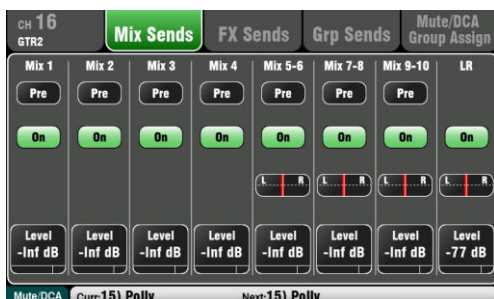 CH 16
GTR2
Mix Sends
FX Sends
Grp Sends
Mute/DCA
Group Assign
Mix 1 Mix 2 Mix 3 Mix 4 Mix 5-6 Mix 7-8 Mix 9-10 LR
Pre Pre Pre Pre Pre Pre Pre
On On On On On On On On
L R L R L R L R
Level Level Level Level Level Level Level Level
-Inf dB -Inf dB -Inf dB -Inf dB -Inf dB -Inf dB -Inf dB -77 dB
Mute/DCA Curr:15) Polly Next:15) Polly